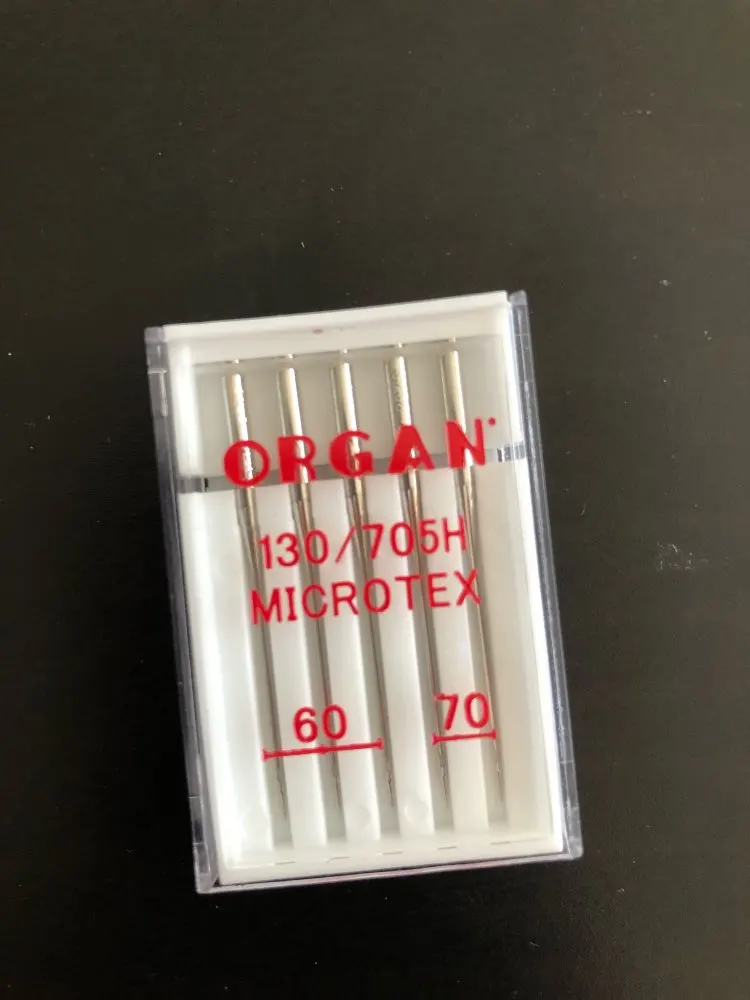 ORGAN
130/705H
MICROTEX
60 70